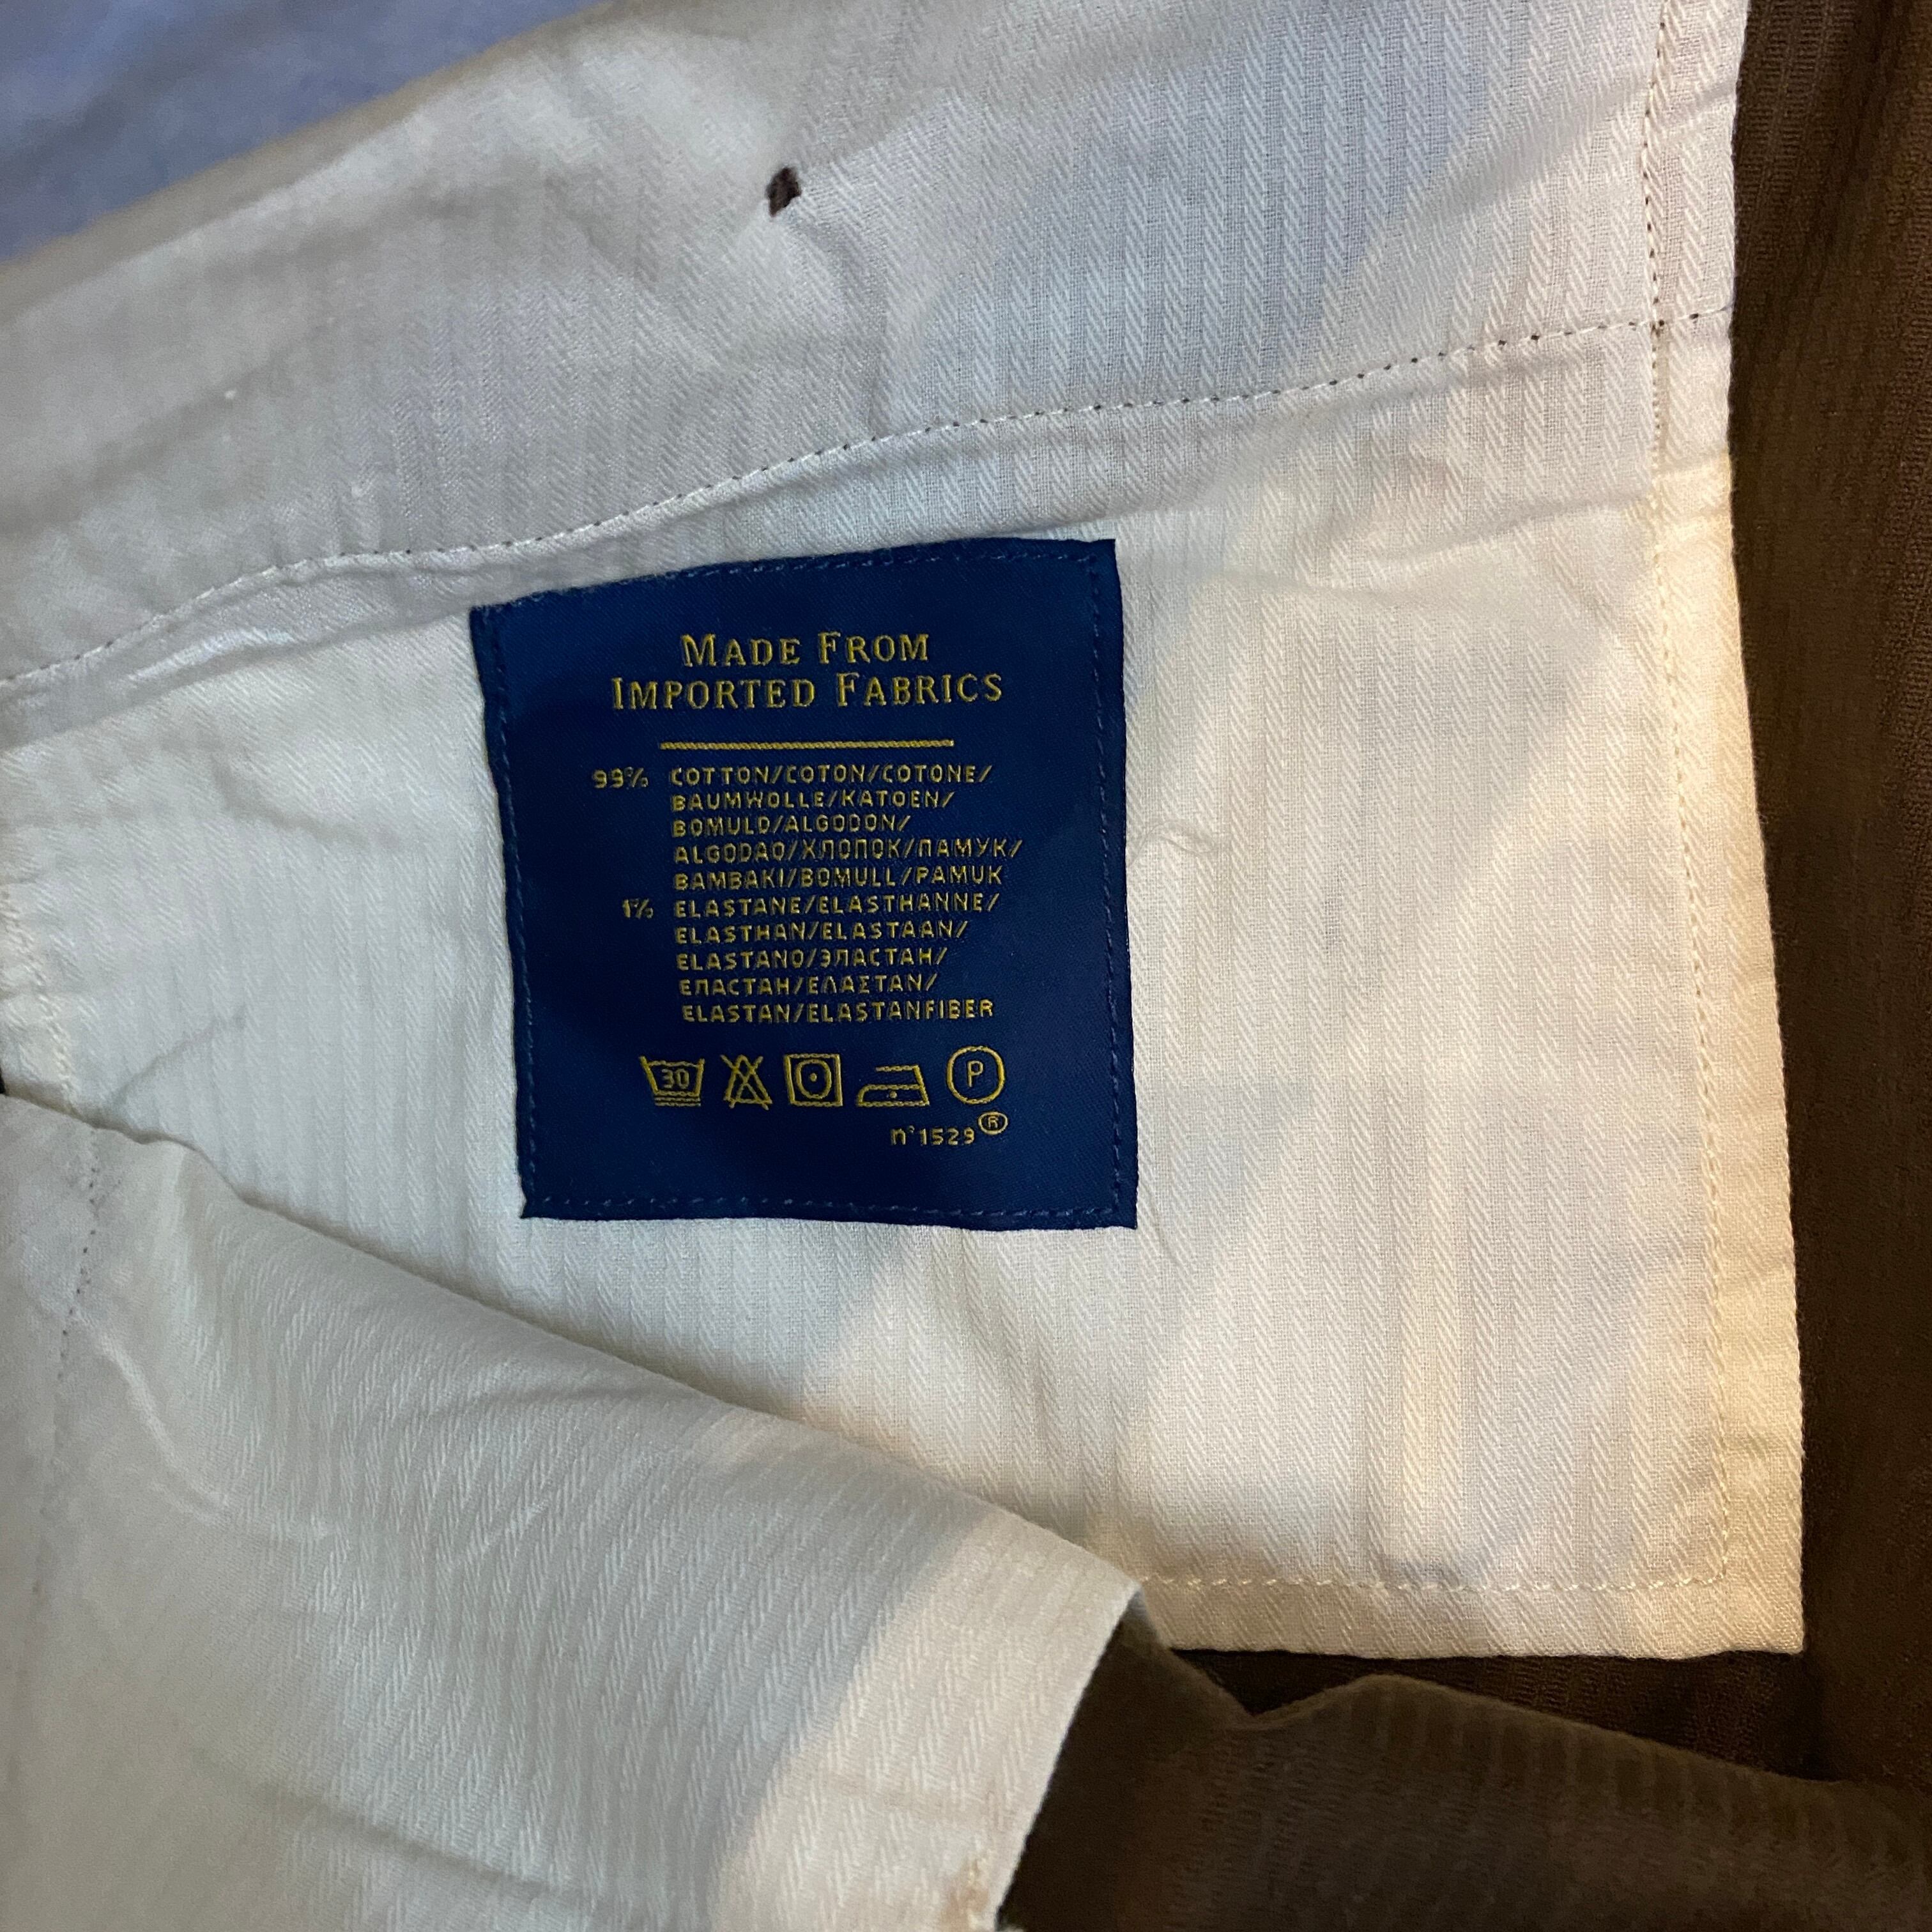 MADE FROM
IMPORTED FABRICS
99% COTTON/COTON/COTONE/
BAUMWOLLE/KATOEN/
BOMULD/ALGODON/
ALGODAO/ХЛОПОК/ПАМУК/
BAMBAKI/BOMULL/PAMUK
1% ELASTANE/ELASTHANNE/
ELASTHAN/ELASTAAN/
ELASTANO/ЭЛАСТАН/
ЕЛАСТАН/ΕΛΑΣΤΑΝ/
ELASTAN/ELASTANFIBER
30 P
n°1529®